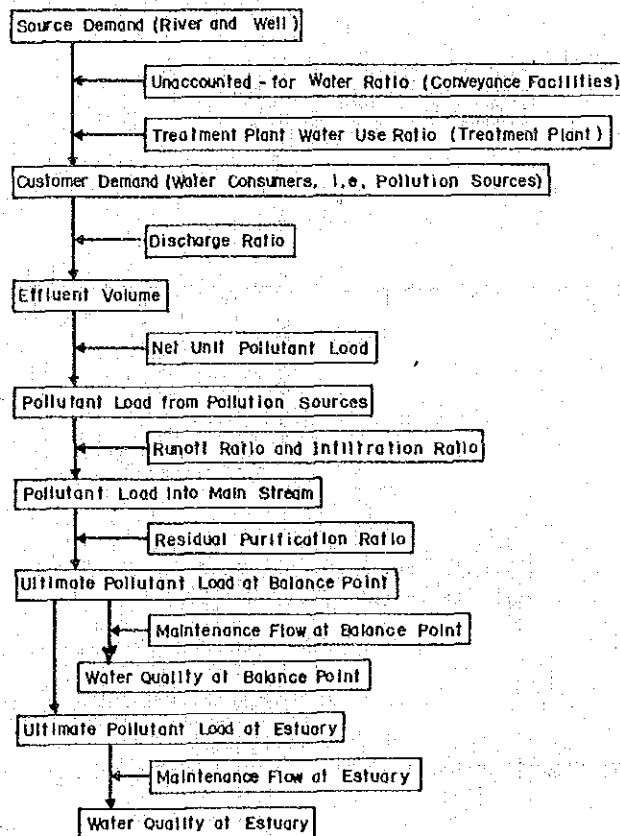 Source Demand (River and Well)
Unaccounted-for Water Ratio (Conveyance Facilities)
Treatment Plant Water Use Ratio (Treatment Plant)
Customer Demand (Water Consumers, i.e. Pollution Sources)
Discharge Ratio
Effluent Volume
Net Unit Pollutant Load
Pollutant Load from Pollution Sources
Runoff Ratio and Infiltration Ratio
Pollutant Load into Main Stream
Residual Purification Ratio
Ultimate Pollutant Load at Balance Point
Maintenance Flow at Balance Point
Water Quality at Balance Point
Ultimate Pollutant Load at Estuary
Maintenance Flow at Estuary
Water Quality at Estuary